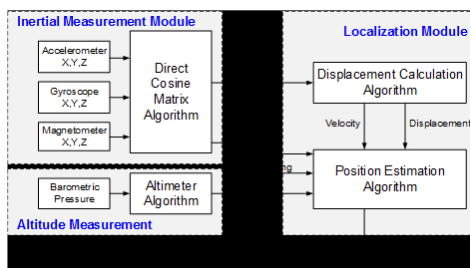 Inertial Measurement Module
Accelerometer
X,Y,Z
Gyroscope
X,Y,Z
Magnetometer
X,Y,Z
Direct
Cosine
Matrix
Algorithm
Barometric
Pressure
Altimeter
Algorithm
Altitude Measurement
Localization Module
Displacement Calculation
Algorithm
Velocity
Displacement
Position Estimation
Algorithm